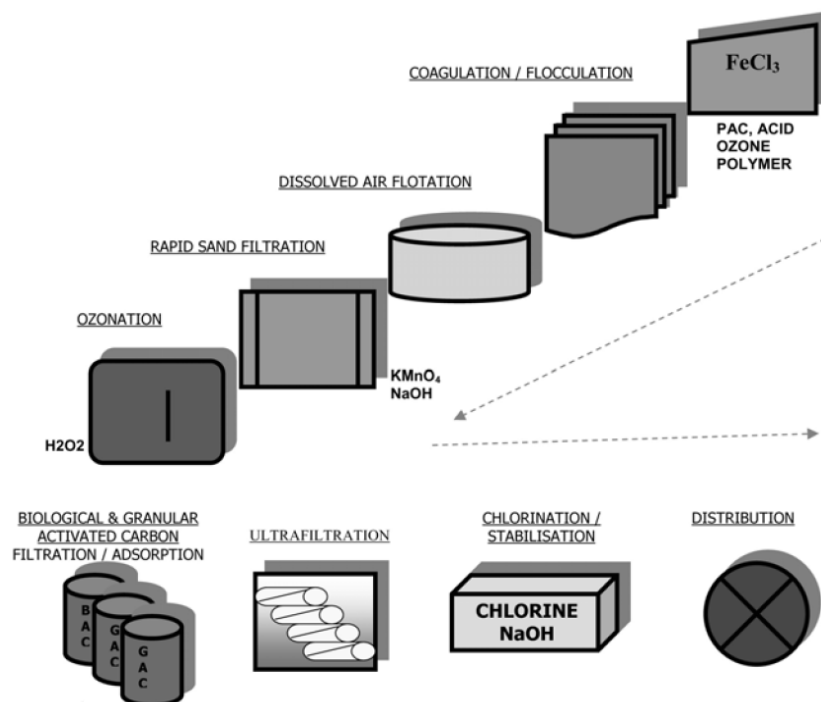 FeCl₃
COAGULATION / FLOCCULATION
PAC, ACID
OZONE
POLYMER
DISSOLVED AIR FLOTATION
RAPID SAND FILTRATION
OZONATION
KMnO₄
NaOH
H2O2
BIOLOGICAL & GRANULAR
ACTIVATED CARBON
FILTRATION / ADSORPTION
ULTRAFILTRATION
CHLORINATION /
STABILISATION
DISTRIBUTION
BAC
GAC
GAC
CHLORINE
NaOH